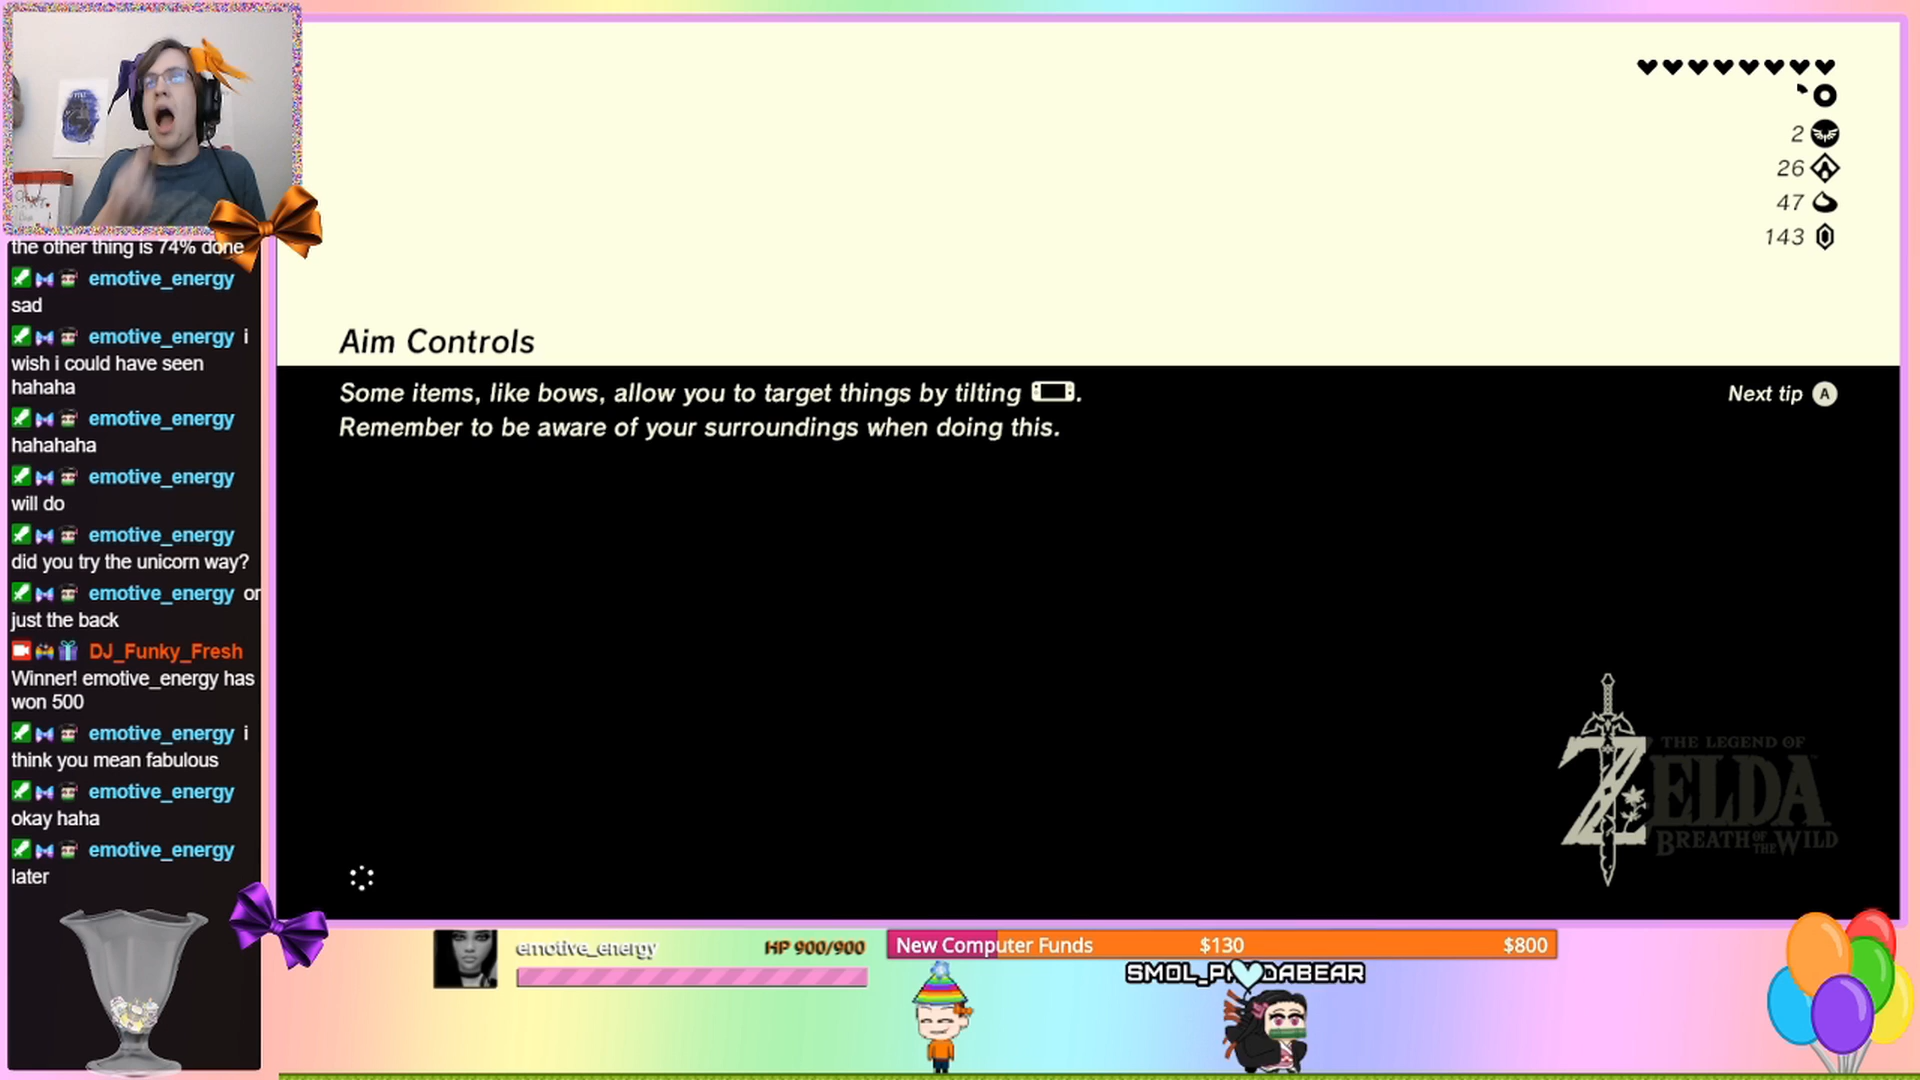 the other thing is 74% done
emotive_energy
sad
emotive_energy i
wish i could have seen
hahaha
emotive_energy
hahahaha
emotive_energy
will do
emotive_energy
did you try the unicorn way?
emotive_energy or
just the back
DJ_Funky_Fresh
Winner! emotive_energy has
won 500
emotive_energy i
think you mean fabulous
emotive_energy
okay haha
emotive_energy
later
2
26
47
143
Aim Controls
Some items, like bows, allow you to target things by tilting .
Remember to be aware of your surroundings when doing this.
Next tip A
THE LEGEND OF
ZELDA
BREATH OF THE WILD
emotive_energy HP 900/900
New Computer Funds $130 $800